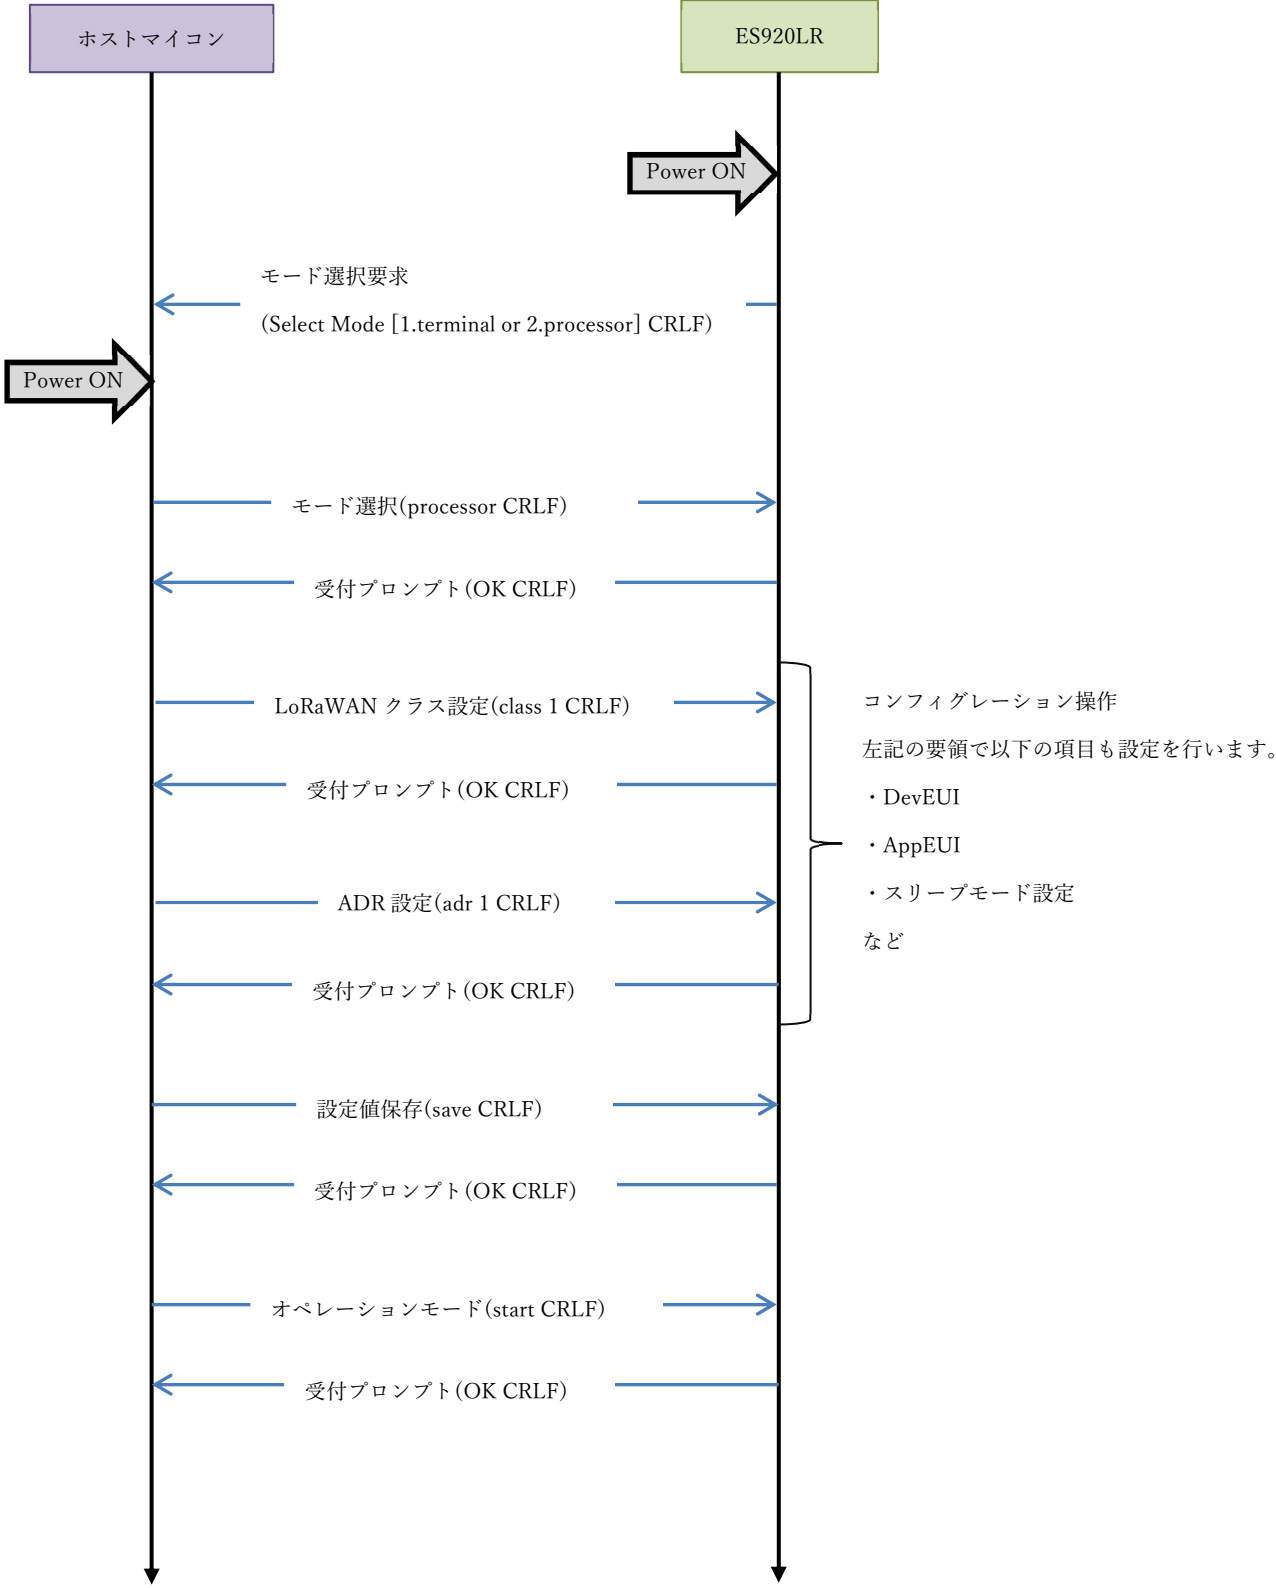 ホストマイコン
ES920LR
Power ON
モード選択要求
(Select Mode [1.terminal or 2.processor] CRLF)
Power ON
モード選択(processor CRLF)
受付プロンプト(OK CRLF)
LoRaWAN クラス設定(class 1 CRLF)
受付プロンプト(OK CRLF)
ADR 設定(adr 1 CRLF)
受付プロンプト(OK CRLF)
コンフィグレーション操作
左記の要領で以下の項目も設定を行います。
・DevEUI
・AppEUI
・スリープモード設定
など
設定値保存(save CRLF)
受付プロンプト(OK CRLF)
オペレーションモード(start CRLF)
受付プロンプト(OK CRLF)